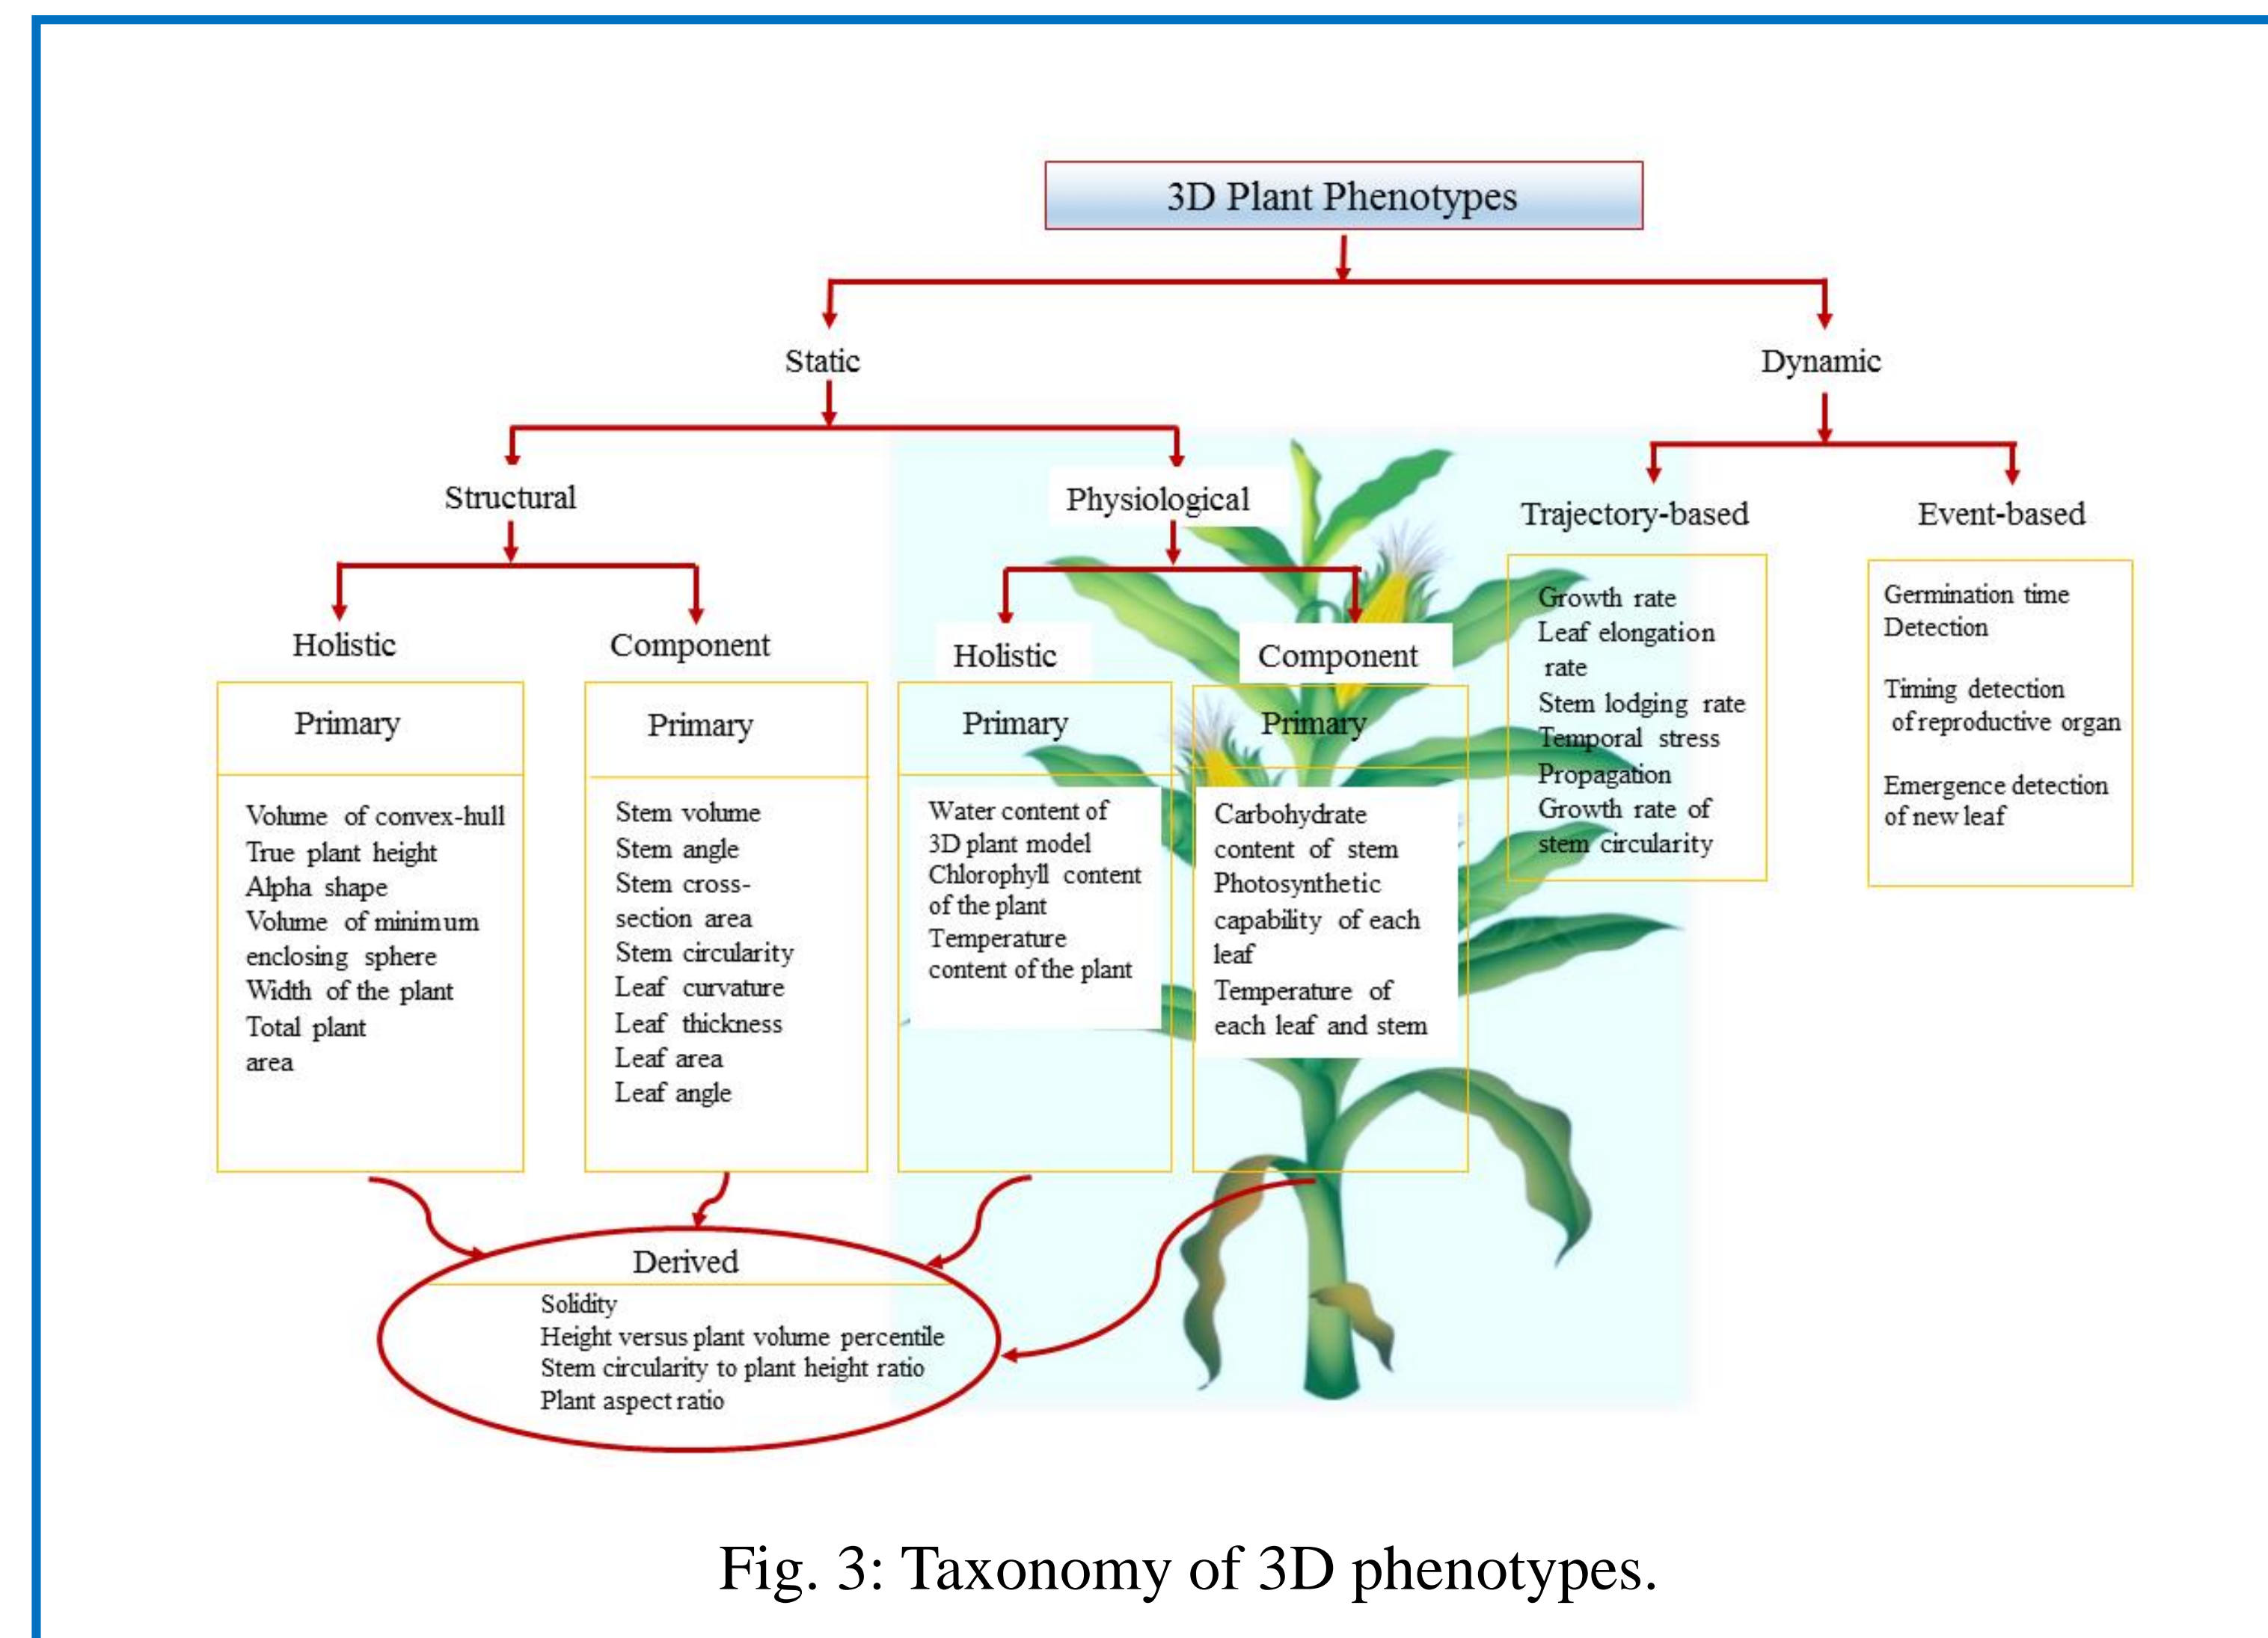 3D Plant Phenotypes
Static
Dynamic
Structural
Physiological
Trajectory-based
Event-based
Holistic
Component
Holistic
Component
Primary
Volume of convex-hull
True plant height
Alpha shape
Volume of minimum
enclosing sphere
Width of the plant
Total plant
area
Primary
Stem volume
Stem angle
Stem cross-
section area
Stem circularity
Leaf curvature
Leaf thickness
Leaf area
Leaf angle
Primary
Water content of
3D plant model
Chlorophyll content
of the plant
Temperature
content of the plant
Primary
Carbohydrate
content of stem
Photosynthetic
capability of each
leaf
Temperature of
each leaf and stem
Growth rate
Leaf elongation
rate
Stem lodging rate
Temporal stress
Propagation
Growth rate of
stem circularity
Germination time
Detection
Timing detection
of reproductive organ
Emergence detection
of new leaf
Derived
Solidity
Height versus plant volume percentile
Stem circularity to plant height ratio
Plant aspect ratio
Fig. 3: Taxonomy of 3D phenotypes.